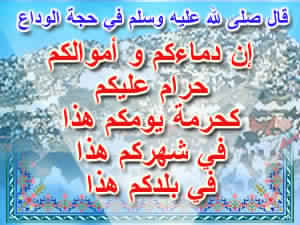 قال صلى لله عليه وسلم في حجة الوداع
إن دماءكم و أموالكم
حرام عليكم
كحرمة يومكم هذا
في شهركم هذا
في بلدكم هذا